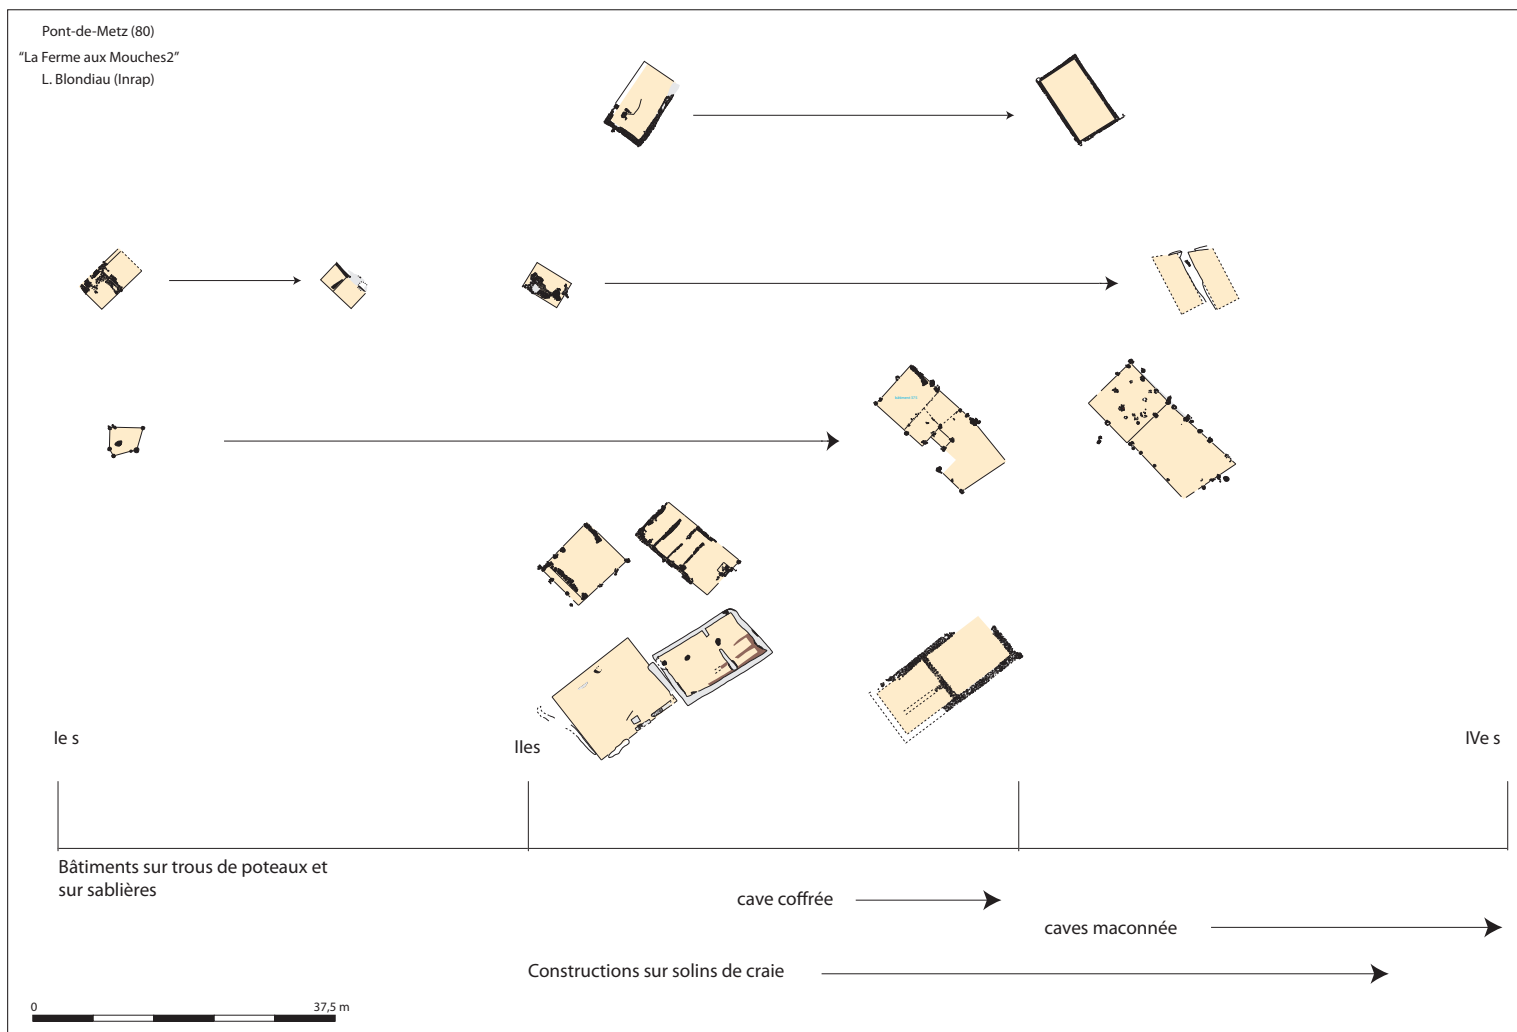 Pont-de-Metz (80)
“La Ferme aux Mouches2”
L. Blondiau (Inrap)
Ie s
IIes
IVe s
Bâtiments sur trous de poteaux et
sur sablières
cave coffrée
caves maconnée
Constructions sur solins de craie
0
37,5 m